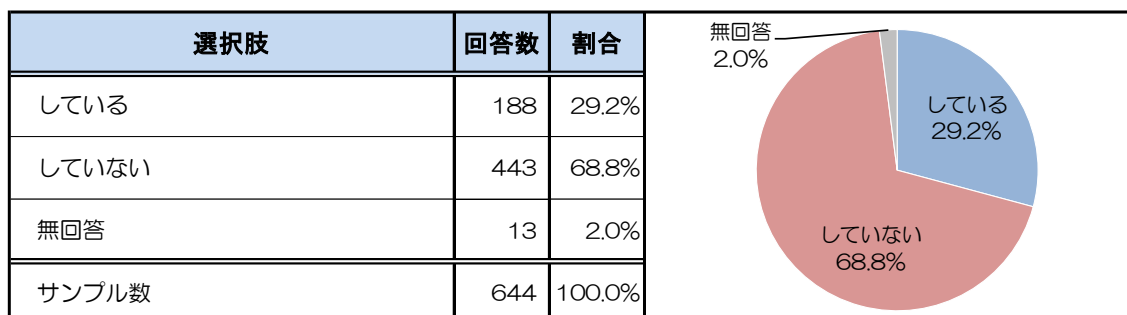 選択肢 回答数 割合
している 188 29.2%
していない 443 68.8%
無回答 13 2.0%
サンプル数 644 100.0%
無回答
2.0%
している
29.2%
していない
68.8%